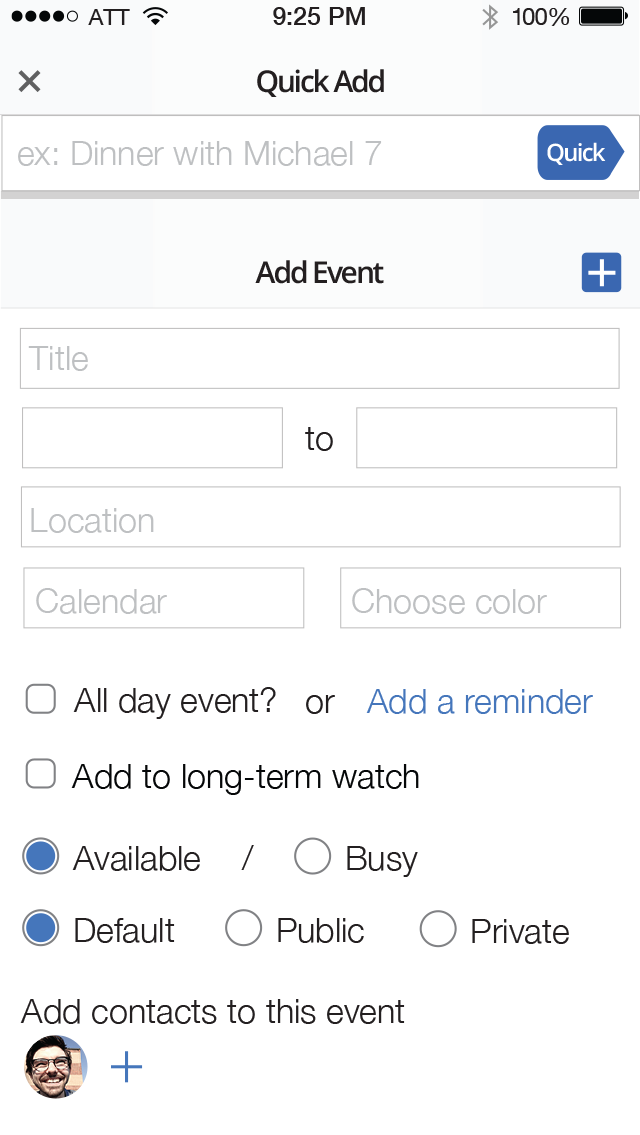 ATT 9:25 PM 100%
Quick Add
ex: Dinner with Michael 7 Quick
Add Event
Title
to
Location
Calendar Choose color
All day event? or Add a reminder
Add to long-term watch
Available / Busy
Default Public Private
Add contacts to this event